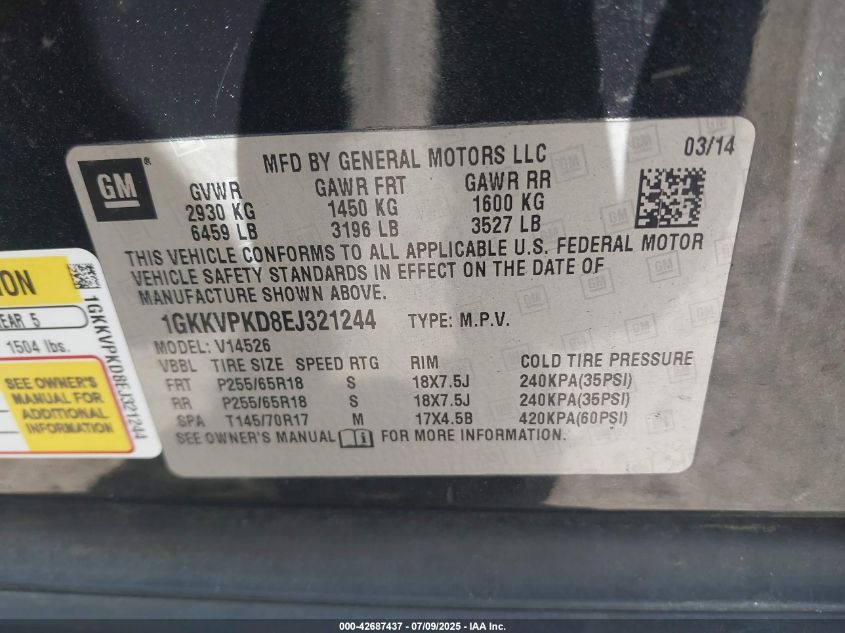 GM
®
MFD BY GENERAL MOTORS LLC
03/14
GVWR GAWR FRT GAWR RR
2930 KG 1450 KG 1600 KG
6459 LB 3196 LB 3527 LB
THIS VEHICLE CONFORMS TO ALL APPLICABLE U.S. FEDERAL MOTOR
VEHICLE SAFETY STANDARDS IN EFFECT ON THE DATE OF
MANUFACTURE SHOWN ABOVE.
1GKKVPKD8EJ321244 TYPE: M.P.V.
MODEL: V14526
VBBL TIRE SIZE SPEED RTG RIM COLD TIRE PRESSURE
FRT P255/65R18 S 18X7.5J 240KPA(35PSI)
RR P255/65R18 S 18X7.5J 240KPA(35PSI)
SPA T145/70R17 M 17X4.5B 420KPA(60PSI)
SEE OWNER'S MANUAL FOR MORE INFORMATION.
ION
EAR 5
1504 lbs.
SEE OWNER'S
MANUAL FOR
ADDITIONAL
INFORMATION
1GKKVPKD8EJ321244
000-42687437 - 07/09/2025 - IAA Inc.